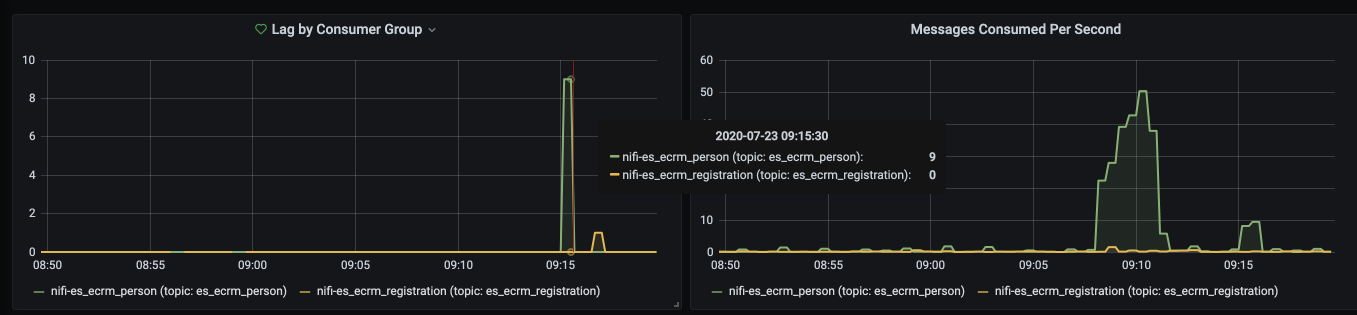 Lag by Consumer Group
10
8
6
4
2
0
08:50 08:55 09:00 09:05 09:10 09:15
nifi-es_ecrm_person (topic: es_ecrm_person) nifi-es_ecrm_registration (topic: es_ecrm_registration)
Messages Consumed Per Second
60
50
10
0
08:50 08:55 09:00 09:05 09:10 09:15
nifi-es_ecrm_person (topic: es_ecrm_person) nifi-es_ecrm_registration (topic: es_ecrm_registration)
2020-07-23 09:15:30
nifi-es_ecrm_person (topic: es_ecrm_person): 9
nifi-es_ecrm_registration (topic: es_ecrm_registration): 0